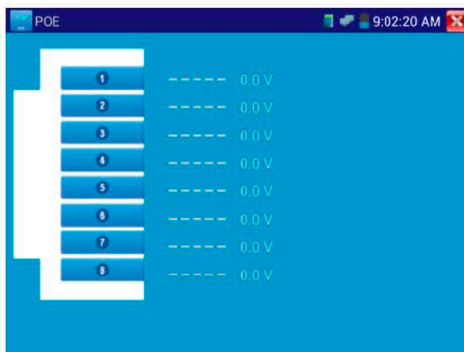 POE 9:02:20 AM
1 ----- 0.0 V
2 ----- 0.0 V
3 ----- 0.0 V
4 ----- 0.0 V
5 ----- 0.0 V
6 ----- 0.0 V
7 ----- 0.0 V
8 ----- 0.0 V